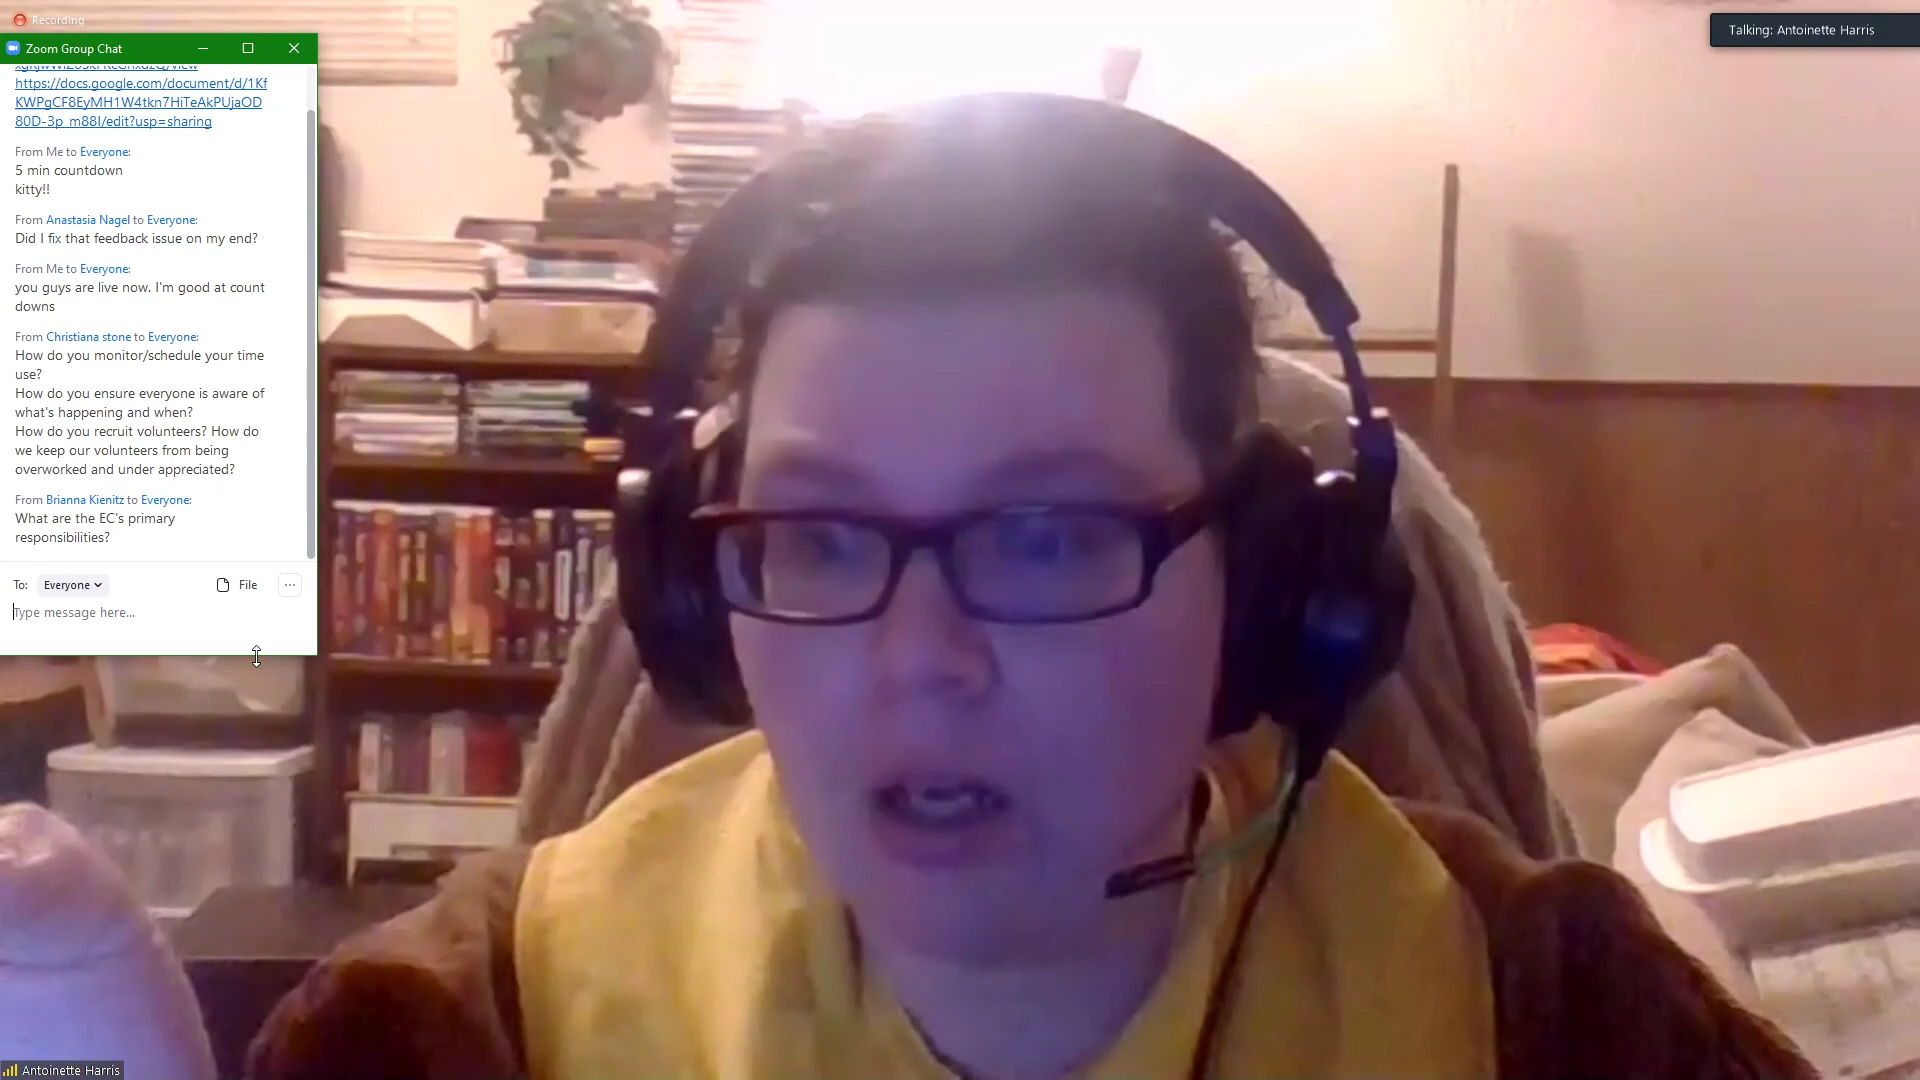 Recording
Talking: Antoinette Harris
Zoom Group Chat
https://docs.google.com/document/d/1Kf
KWPgCF8EyMH1W4tkn7HiTeAkPUjaOD
80D-3p_m88I/edit?usp=sharing
From Me to Everyone:
5 min countdown
kitty!!
From Anastasia Nagel to Everyone:
Did I fix that feedback issue on my end?
From Me to Everyone:
you guys are live now. I'm good at count
downs
From Christiana stone to Everyone:
How do you monitor/schedule your time
use?
How do you ensure everyone is aware of
what's happening and when?
How do you recruit volunteers? How do
we keep our volunteers from being
overworked and under appreciated?
From Brianna Kienitz to Everyone:
What are the EC's primary
responsibilities?
To: Everyone File ...
Type message here...
Antoinette Harris